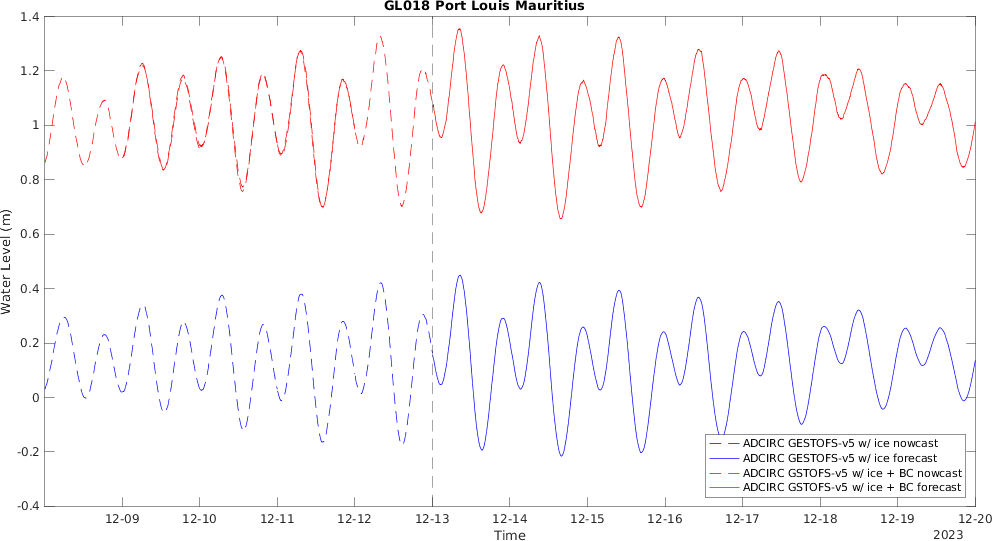 GL018 Port Louis Mauritius
1.4
1.2
1
0.8
0.6
0.4
0.2
0
-0.2
-0.4
Water Level (m)
ADCIRC GESTOFS-v5 w/ ice nowcast
ADCIRC GESTOFS-v5 w/ ice forecast
ADCIRC GSTOFS-v5 w/ ice + BC nowcast
ADCIRC GSTOFS-v5 w/ ice + BC forecast
12-09 12-10 12-11 12-12 12-13 12-14 12-15 12-16 12-17 12-18 12-19 12-20
Time
2023